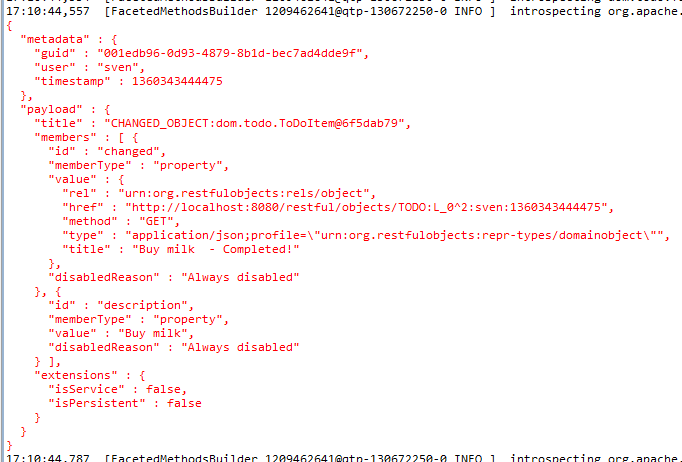 17:10:44,557  [FacetedMethodsBuilder 1209462641@qtp-130672250-0 INFO ]  introspecting org.apache.
{
  "metadata" : {
    "guid" : "001edb96-0d93-4879-8b1d-bec7ad4dde9f",
    "user" : "sven",
    "timestamp" : 1360343444475
  },
  "payload" : {
    "title" : "CHANGED_OBJECT:dom.todo.ToDoItem@6f5dab79",
    "members" : [ {
      "id" : "changed",
      "memberType" : "property",
      "value" : {
        "rel" : "urn:org.restfulobjects:rels/object",
        "href" : "http://localhost:8080/restful/objects/TODO:L_0^2:sven:1360343444475",
        "method" : "GET",
        "type" : "application/json;profile=\"urn:org.restfulobjects:repr-types/domainobject\"",
        "title" : "Buy milk  - Completed!"
      },
      "disabledReason" : "Always disabled"
    }, {
      "id" : "description",
      "memberType" : "property",
      "value" : "Buy milk",
      "disabledReason" : "Always disabled"
    } ],
    "extensions" : {
      "isService" : false,
      "isPersistent" : false
    }
  }
}
17:10:44,787  [FacetedMethodsBuilder 1209462641@qtp-130672250-0 INFO ]  introspecting org.apache.